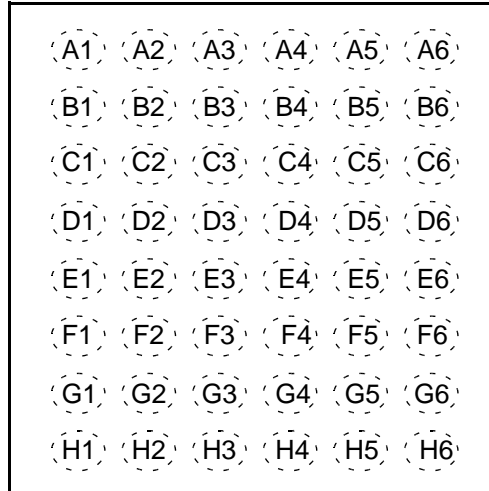 A1 A2 A3 A4 A5 A6
B1 B2 B3 B4 B5 B6
C1 C2 C3 C4 C5 C6
D1 D2 D3 D4 D5 D6
E1 E2 E3 E4 E5 E6
F1 F2 F3 F4 F5 F6
G1 G2 G3 G4 G5 G6
H1 H2 H3 H4 H5 H6